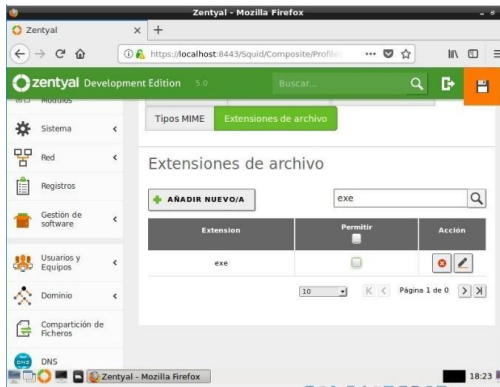 Zentyal - Mozilla Firefox
Zentyal
https://localhost:8443/Squid/Composite/Profile
zentyal Development Edition 5.0
Buscar...
Módulos
Sistema
Red
Registros
Gestión de
software
Usuarios y
Equipos
Dominio
Compartición de
Ficheros
DNS
Tipos MIME
Extensiones de archivo
Extensiones de archivo
AÑADIR NUEVO/A
exe
Extension Permitir Acción
exe
10 Página 1 de 0
Zentyal - Mozilla Firefox
18:23